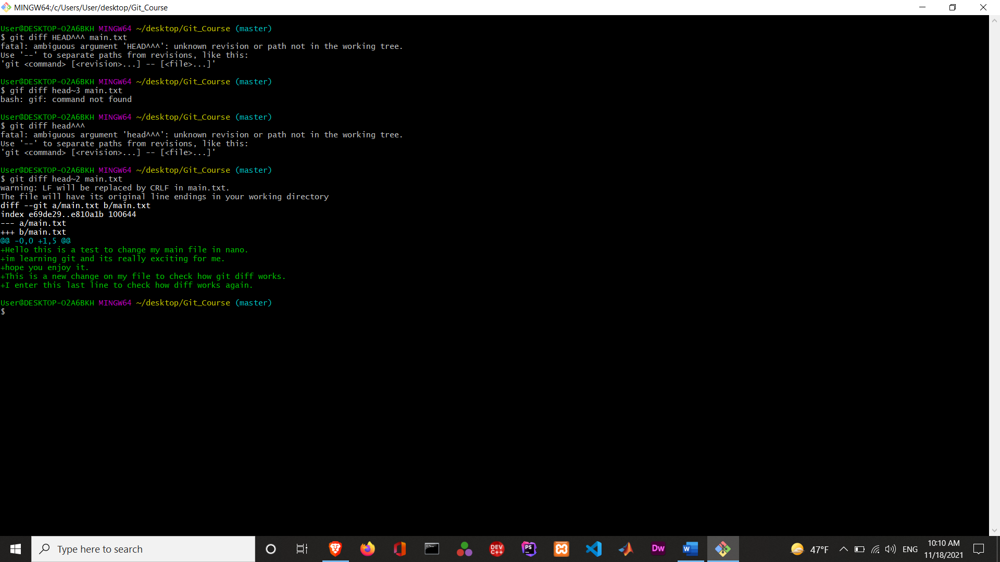 MINGW64:/c/Users/User/desktop/Git_Course
User@DESKTOP-O2A6BKH MINGW64 ~/desktop/Git_Course (master)
$ git diff HEAD^^^ main.txt
fatal: ambiguous argument 'HEAD^^^': unknown revision or path not in the working tree.
Use '--' to separate paths from revisions, like this:
'git <command> [<revision>...] -- [<file>...]'
User@DESKTOP-O2A6BKH MINGW64 ~/desktop/Git_Course (master)
$ gif diff head~3 main.txt
bash: gif: command not found
User@DESKTOP-O2A6BKH MINGW64 ~/desktop/Git_Course (master)
$ git diff head^^^
fatal: ambiguous argument 'head^^^': unknown revision or path not in the working tree.
Use '--' to separate paths from revisions, like this:
'git <command> [<revision>...] -- [<file>...]'
User@DESKTOP-O2A6BKH MINGW64 ~/desktop/Git_Course (master)
$ git diff head~2 main.txt
warning: LF will be replaced by CRLF in main.txt.
The file will have its original line endings in your working directory
diff --git a/main.txt b/main.txt
index e69de29..e810a1b 100644
--- a/main.txt
+++ b/main.txt
@@ -0,0 +1,5 @@
+Hello this is a test to change my main file in nano.
+im learning git and its really exciting for me.
+hope you enjoy it.
+This is a new change on my file to check how git diff works.
+I enter this last line to check how diff works again.
User@DESKTOP-O2A6BKH MINGW64 ~/desktop/Git_Course (master)
$
Type here to search
DEV C++
PS
Dw
W
47°F
ENG
10:10 AM
11/18/2021